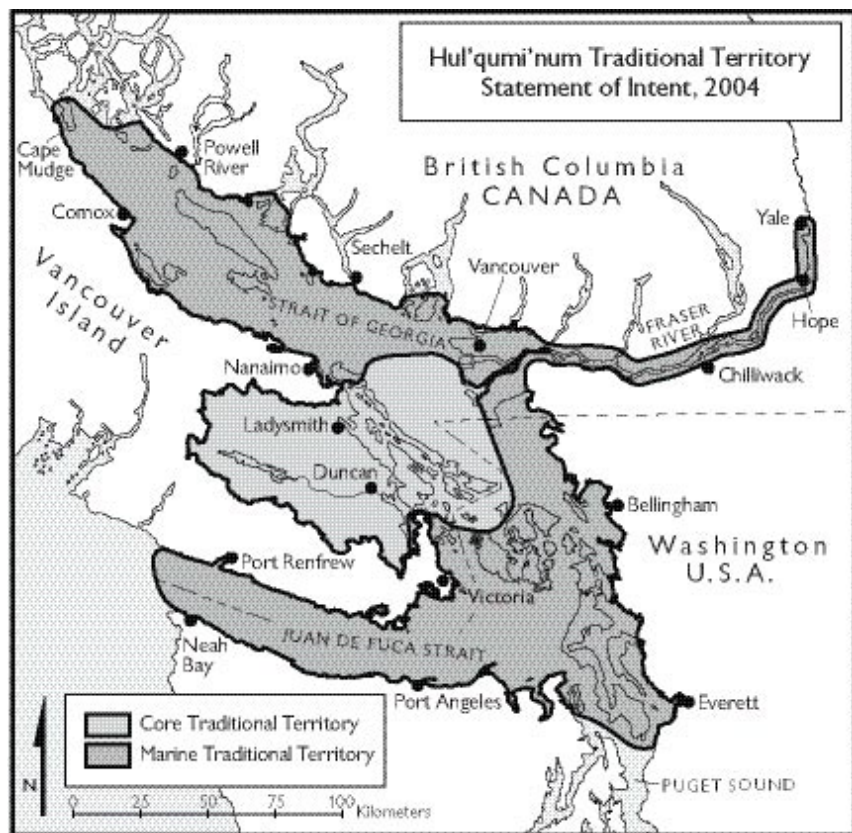 Hul'qumi'num Traditional Territory
Statement of Intent, 2004
Cape
Mudge
Powell
River
British Columbia
CANADA
Comox
Yale
Sechelt
Vancouver
Vancouver
Island
STRAIT OF GEORGIA
FRASER
RIVER
Hope
Nanaimo
Chilliwack
Ladysmith
Duncan
Bellingham
Washington
U.S.A.
Port Renfrew
Victoria
Neah
Bay
JUAN DE FUCA STRAIT
Port Angeles
Everett
Core Traditional Territory
Marine Traditional Territory
PUGET SOUND
N
0 25 50 75 100
Kilometers